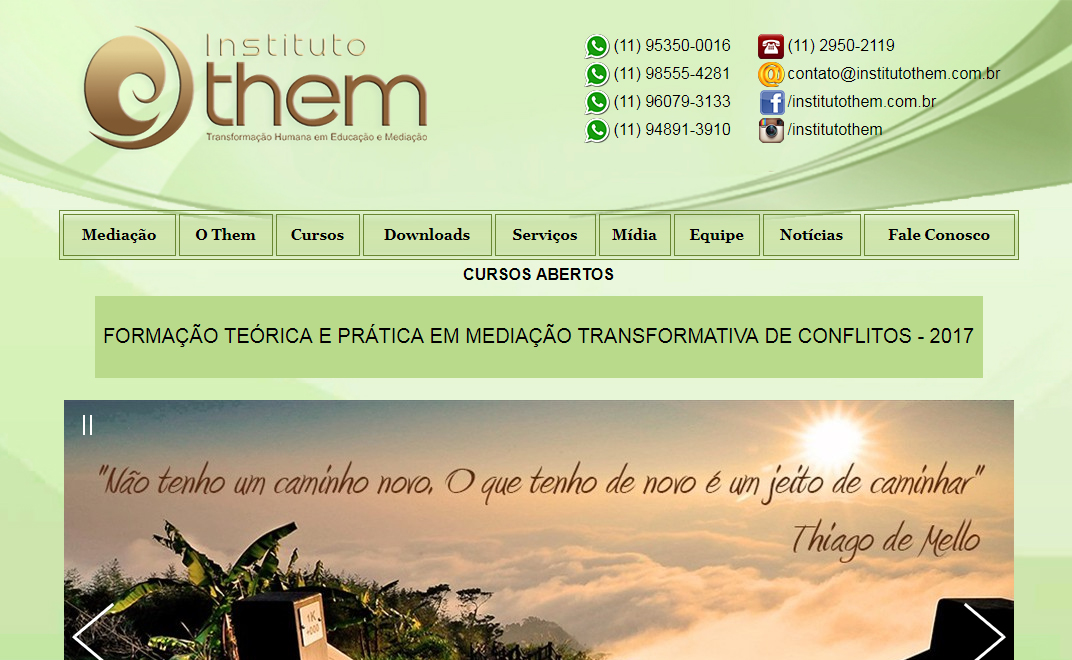 Instituto
them
Transformação Humana em Educação e Mediação
(11) 95350-0016
(11) 2950-2119
(11) 98555-4281
contato@institutothem.com.br
(11) 96079-3133
/institutothem.com.br
(11) 94891-3910
/institutothem
Mediação O Them Cursos Downloads Serviços Mídia Equipe Notícias Fale Conosco
CURSOS ABERTOS
FORMAÇÃO TEÓRICA E PRÁTICA EM MEDIAÇÃO TRANSFORMATIVA DE CONFLITOS - 2017
"Não tenho um caminho novo, O que tenho de novo é um jeito de caminhar"
Thiago de Mello
1K
+000